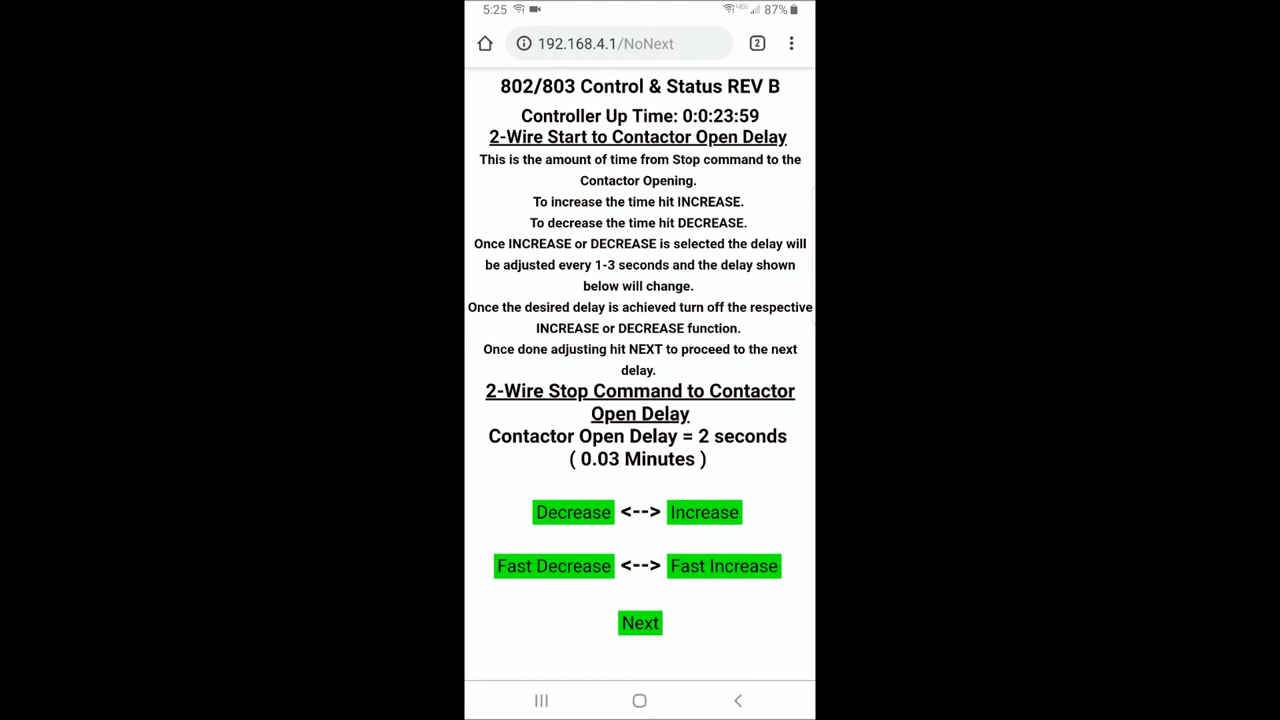 5:25
87%
192.168.4.1/NoNext
2
802/803 Control & Status REV B
Controller Up Time: 0:0:23:59
2-Wire Start to Contactor Open Delay
This is the amount of time from Stop command to the
Contactor Opening.
To increase the time hit INCREASE.
To decrease the time hit DECREASE.
Once INCREASE or DECREASE is selected the delay will
be adjusted every 1-3 seconds and the delay shown
below will change.
Once the desired delay is achieved turn off the respective
INCREASE or DECREASE function.
Once done adjusting hit NEXT to proceed to the next
delay.
2-Wire Stop Command to Contactor
Open Delay
Contactor Open Delay = 2 seconds
( 0.03 Minutes )
Decrease <--> Increase
Fast Decrease <--> Fast Increase
Next